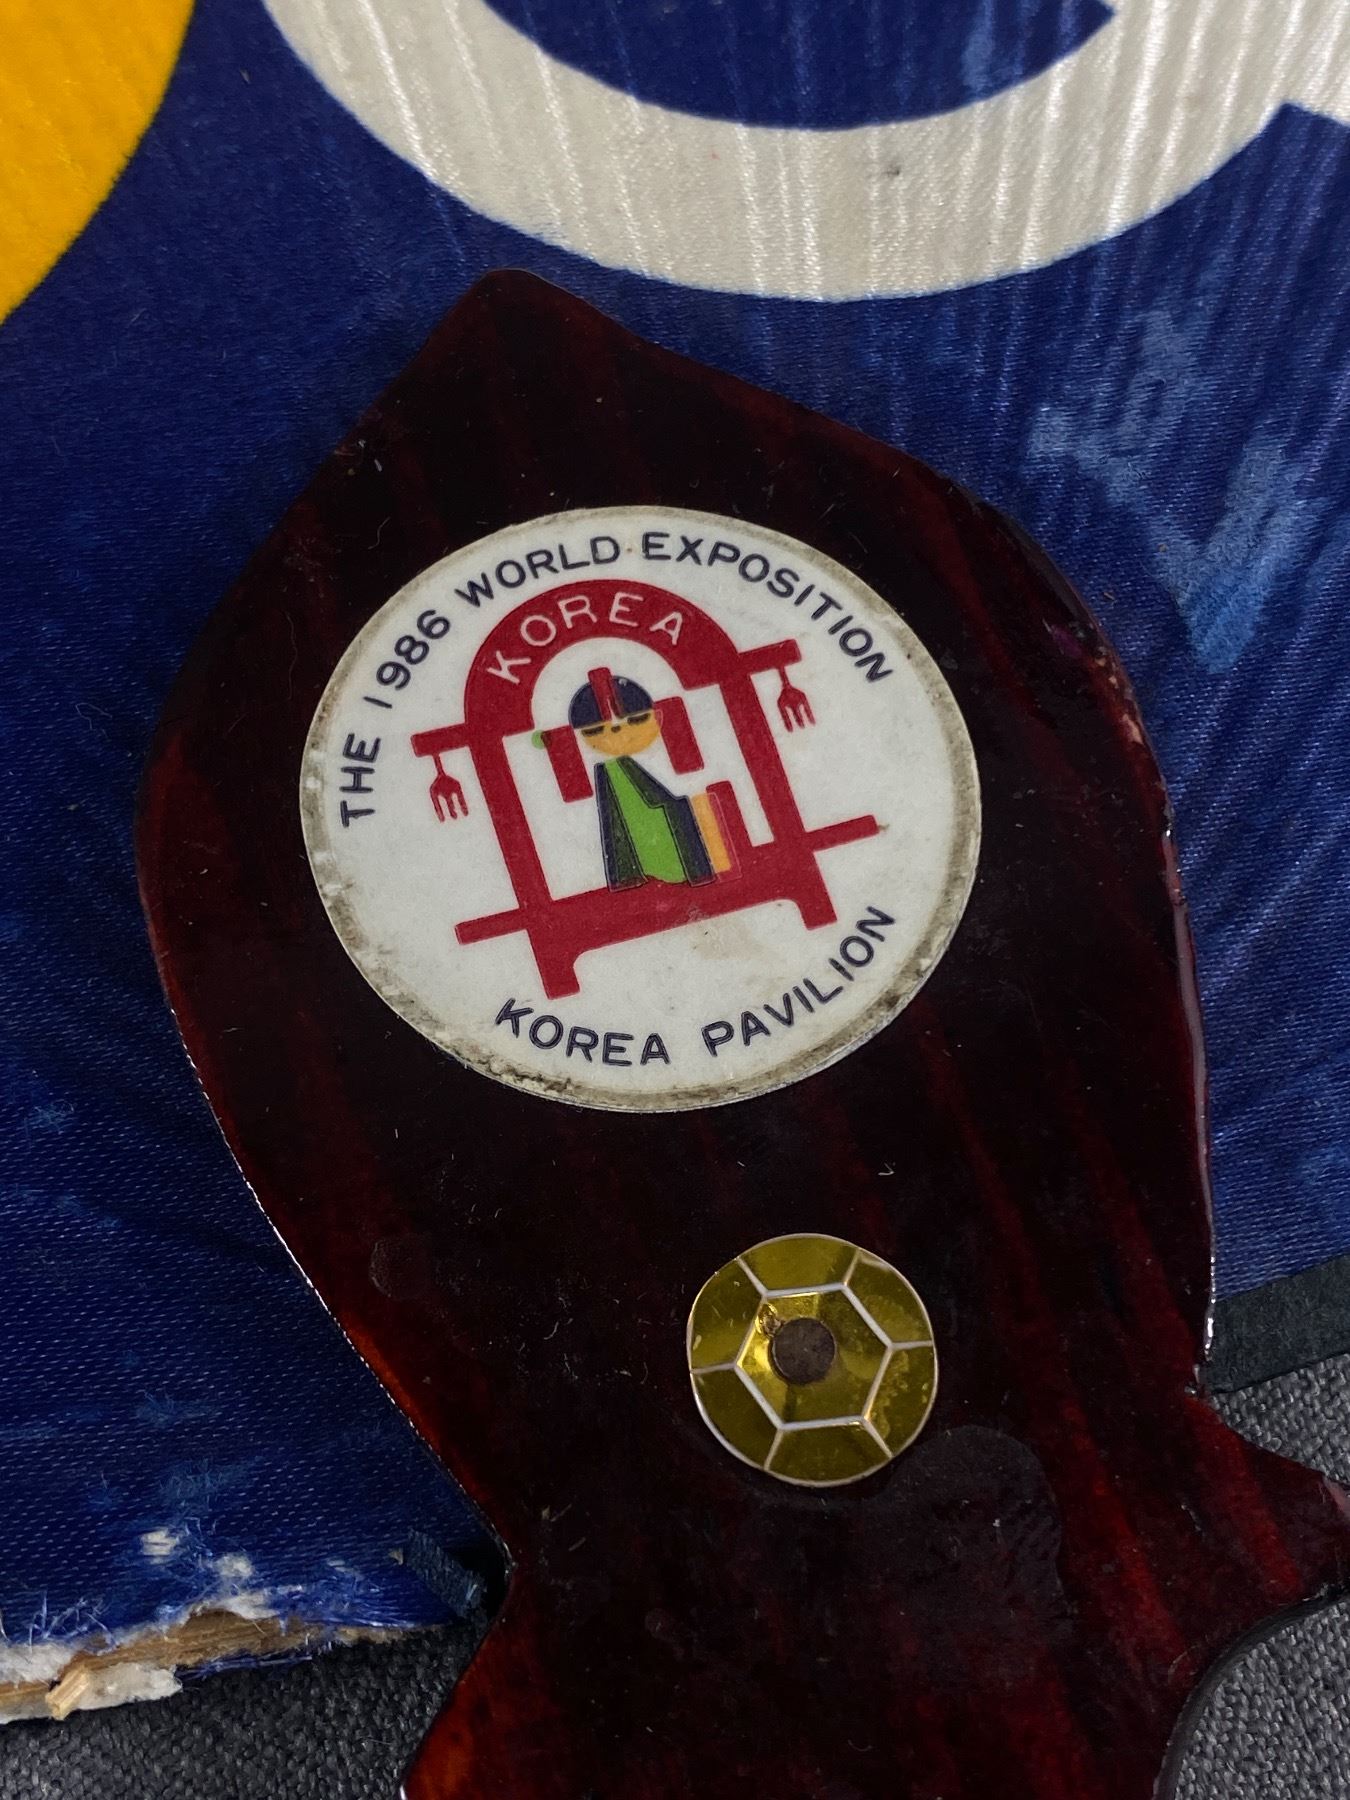 THE 1986 WORLD EXPOSITION
KOREA
KOREA PAVILION